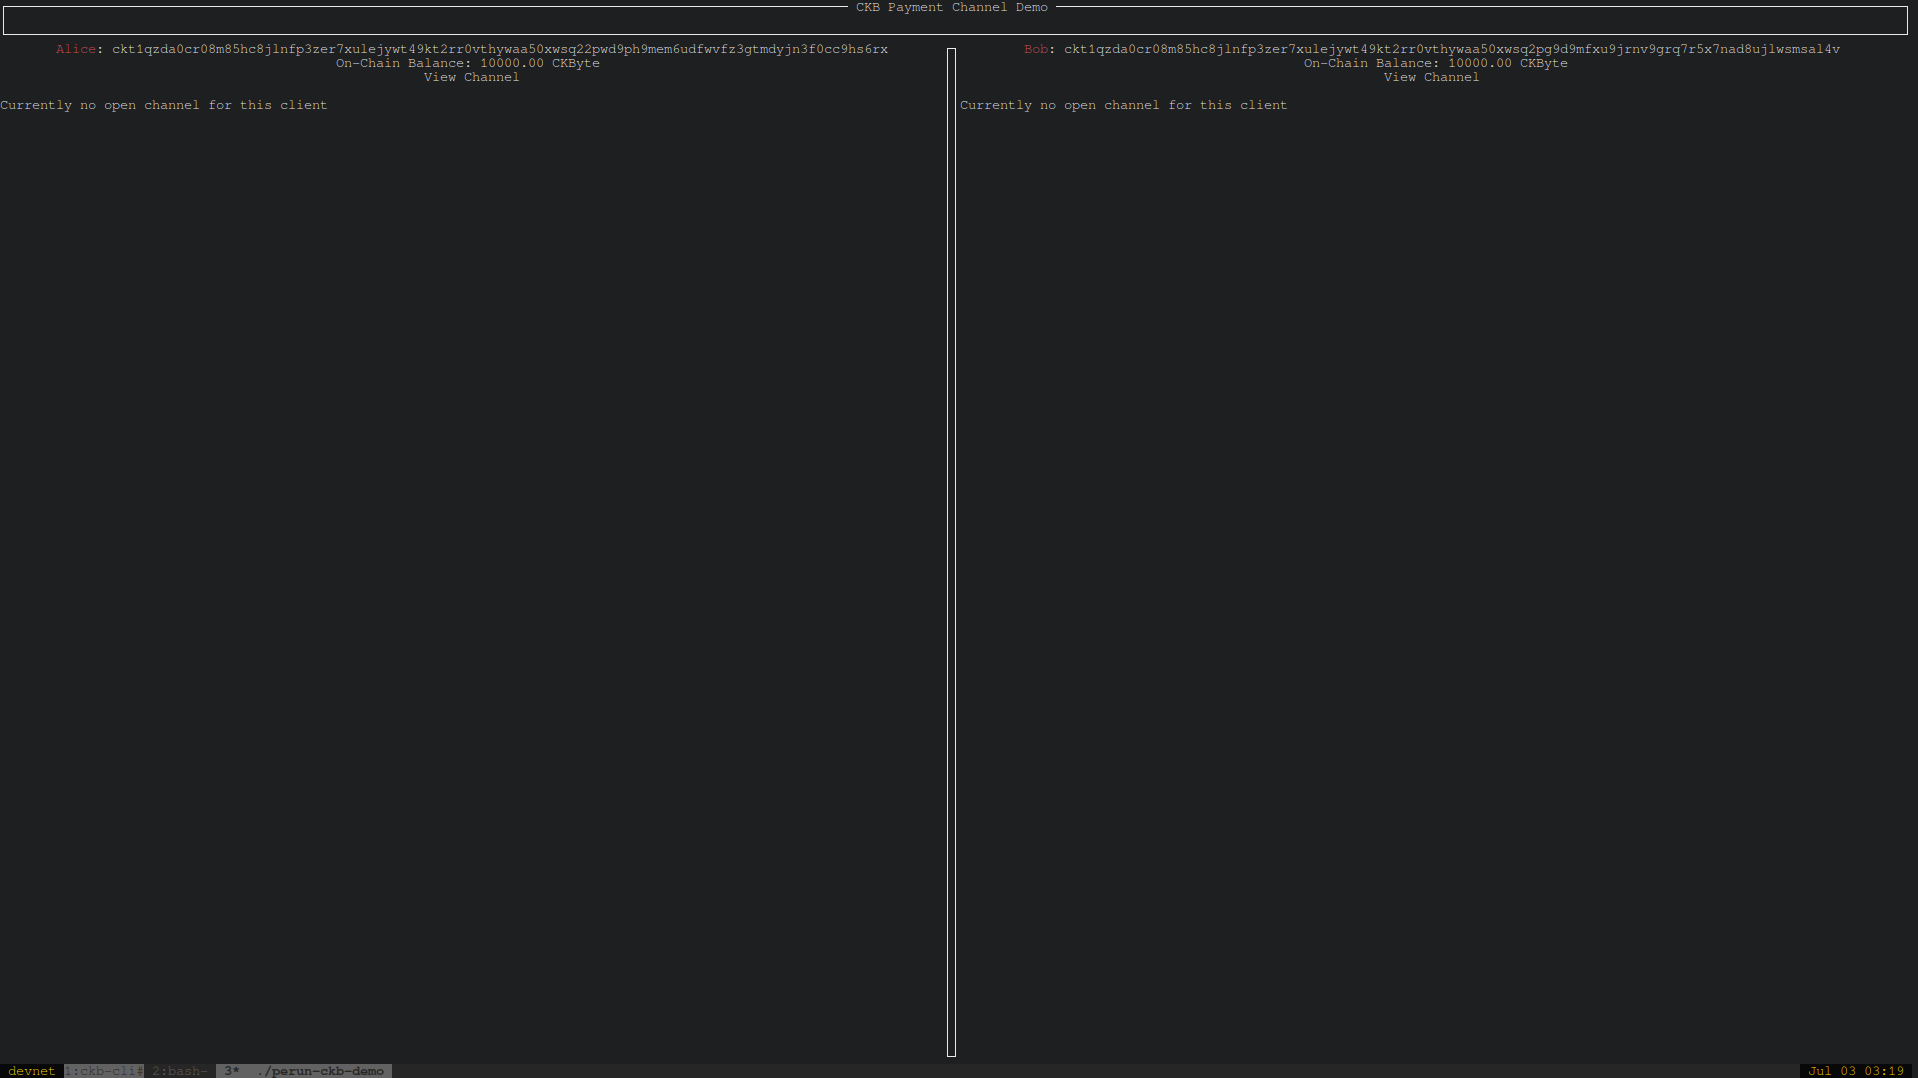 CKB Payment Channel Demo
Alice: ckt1qzda0cr08m85hc8jlnfp3zer7xulejywt49kt2rr0vthywaa50xwsq22pwd9ph9mem6udfwvfz3gtmdyjn3f0cc9hs6rx
On-Chain Balance: 10000.00 CKByte
View Channel
Currently no open channel for this client
Bob: ckt1qzda0cr08m85hc8jlnfp3zer7xulejywt49kt2rr0vthywaa50xwsq2pg9d9mfxu9jrnv9grq7r5x7nad8ujlwsmsal4v
On-Chain Balance: 10000.00 CKByte
View Channel
Currently no open channel for this client
devnet 1:ckb-cli# 2:bash- 3* ./perun-ckb-demo
Jul 03 03:19